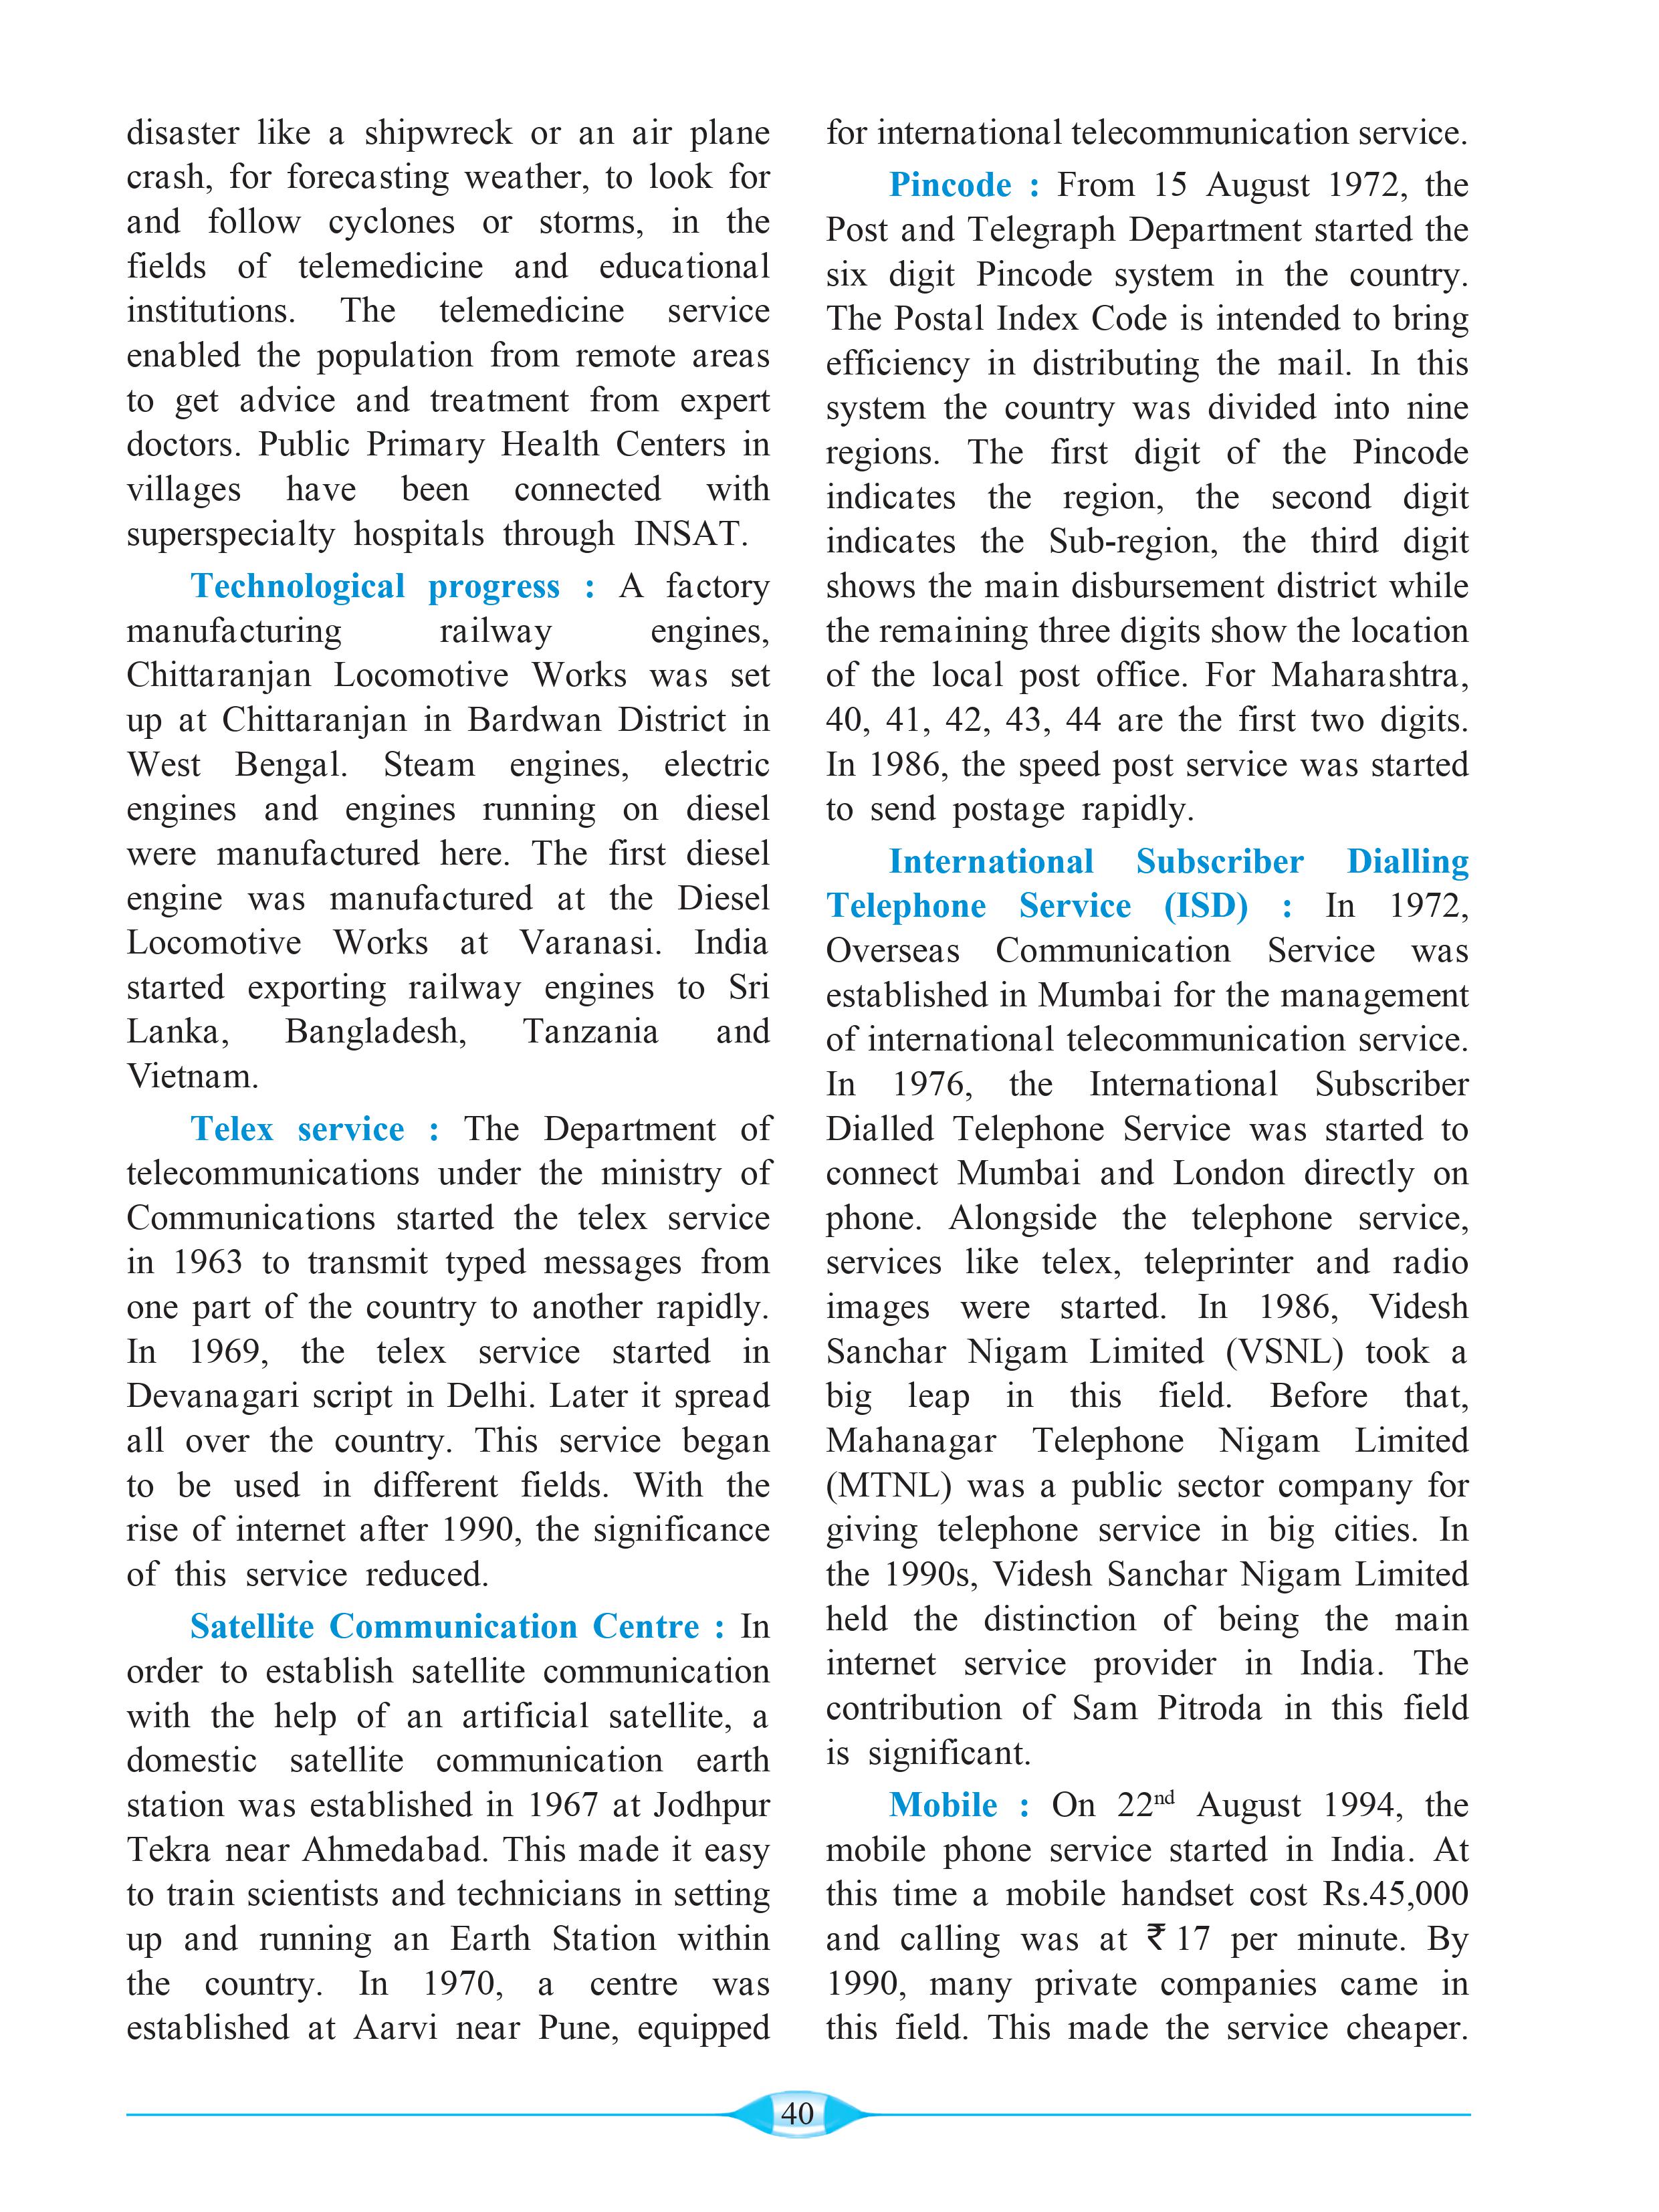 disaster like a shipwreck or an air plane
crash, for forecasting weather, to look for
and follow cyclones or storms, in the
fields of telemedicine and educational
institutions. The telemedicine service
enabled the population from remote areas
to get advice and treatment from expert
doctors. Public Primary Health Centers in
villages have been connected with
superspecialty hospitals through INSAT.
Technological progress : A factory
manufacturing railway engines,
Chittaranjan Locomotive Works was set
up at Chittaranjan in Bardwan District in
West Bengal. Steam engines, electric
engines and engines running on diesel
were manufactured here. The first diesel
engine was manufactured at the Diesel
Locomotive Works at Varanasi. India
started exporting railway engines to Sri
Lanka, Bangladesh, Tanzania and
Vietnam.
Telex service : The Department of
telecommunications under the ministry of
Communications started the telex service
in 1963 to transmit typed messages from
one part of the country to another rapidly.
In 1969, the telex service started in
Devanagari script in Delhi. Later it spread
all over the country. This service began
to be used in different fields. With the
rise of internet after 1990, the significance
of this service reduced.
Satellite Communication Centre : In
order to establish satellite communication
with the help of an artificial satellite, a
domestic satellite communication earth
station was established in 1967 at Jodhpur
Tekra near Ahmedabad. This made it easy
to train scientists and technicians in setting
up and running an Earth Station within
the country. In 1970, a centre was
established at Aarvi near Pune, equipped
for international telecommunication service.
Pincode : From 15 August 1972, the
Post and Telegraph Department started the
six digit Pincode system in the country.
The Postal Index Code is intended to bring
efficiency in distributing the mail. In this
system the country was divided into nine
regions. The first digit of the Pincode
indicates the region, the second digit
indicates the Sub-region, the third digit
shows the main disbursement district while
the remaining three digits show the location
of the local post office. For Maharashtra,
40, 41, 42, 43, 44 are the first two digits.
In 1986, the speed post service was started
to send postage rapidly.
International Subscriber Dialling
Telephone Service (ISD) : In 1972,
Overseas Communication Service was
established in Mumbai for the management
of international telecommunication service.
In 1976, the International Subscriber
Dialled Telephone Service was started to
connect Mumbai and London directly on
phone. Alongside the telephone service,
services like telex, teleprinter and radio
images were started. In 1986, Videsh
Sanchar Nigam Limited (VSNL) took a
big leap in this field. Before that,
Mahanagar Telephone Nigam Limited
(MTNL) was a public sector company for
giving telephone service in big cities. In
the 1990s, Videsh Sanchar Nigam Limited
held the distinction of being the main
internet service provider in India. The
contribution of Sam Pitroda in this field
is significant.
Mobile : On 22nd August 1994, the
mobile phone service started in India. At
this time a mobile handset cost Rs.45,000
and calling was at ₹ 17 per minute. By
1990, many private companies came in
this field. This made the service cheaper.
40